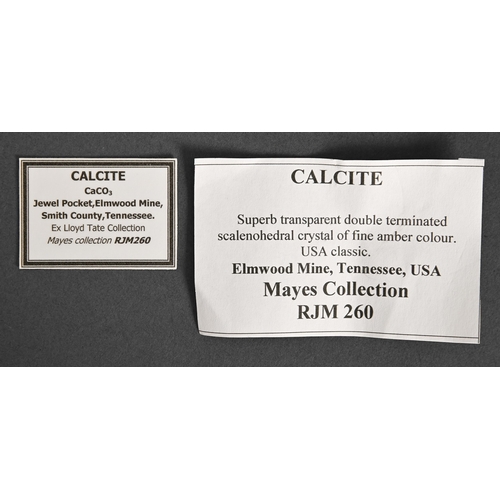 CALCITE
CaCO₃
Jewel Pocket,Elmwood Mine,
Smith County,Tennessee.
Ex Lloyd Tate Collection
Mayes collection RJM260
CALCITE
Superb transparent double terminated
scalenohedral crystal of fine amber colour.
USA classic.
Elmwood Mine, Tennessee, USA
Mayes Collection
RJM 260